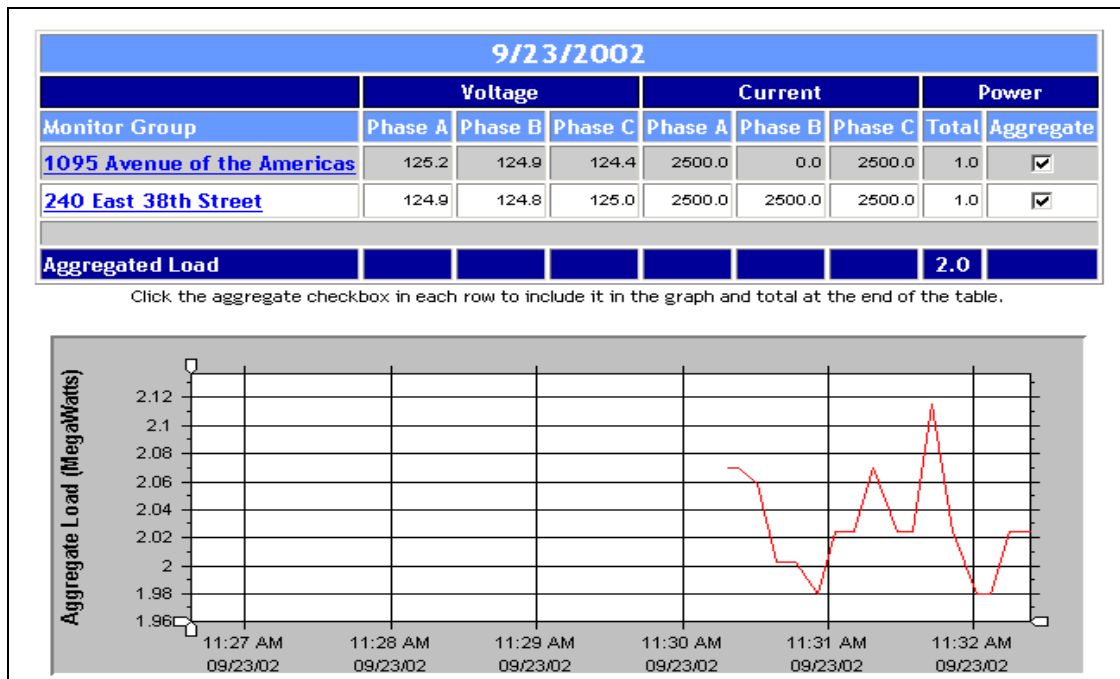 9/23/2002
Voltage Current Power
Monitor Group Phase A Phase B Phase C Phase A Phase B Phase C Total Aggregate
1095 Avenue of the Americas 125.2 124.9 124.4 2500.0 0.0 2500.0 1.0
240 East 38th Street 124.9 124.8 125.0 2500.0 2500.0 2500.0 1.0
Aggregated Load 2.0
Click the aggregate checkbox in each row to include it in the graph and total at the end of the table.
Aggregate Load (MegaWatts)
2.12
2.1
2.08
2.06
2.04
2.02
2
1.98
1.96
11:27 AM 11:28 AM 11:29 AM 11:30 AM 11:31 AM 11:32 AM
09/23/02 09/23/02 09/23/02 09/23/02 09/23/02 09/23/02